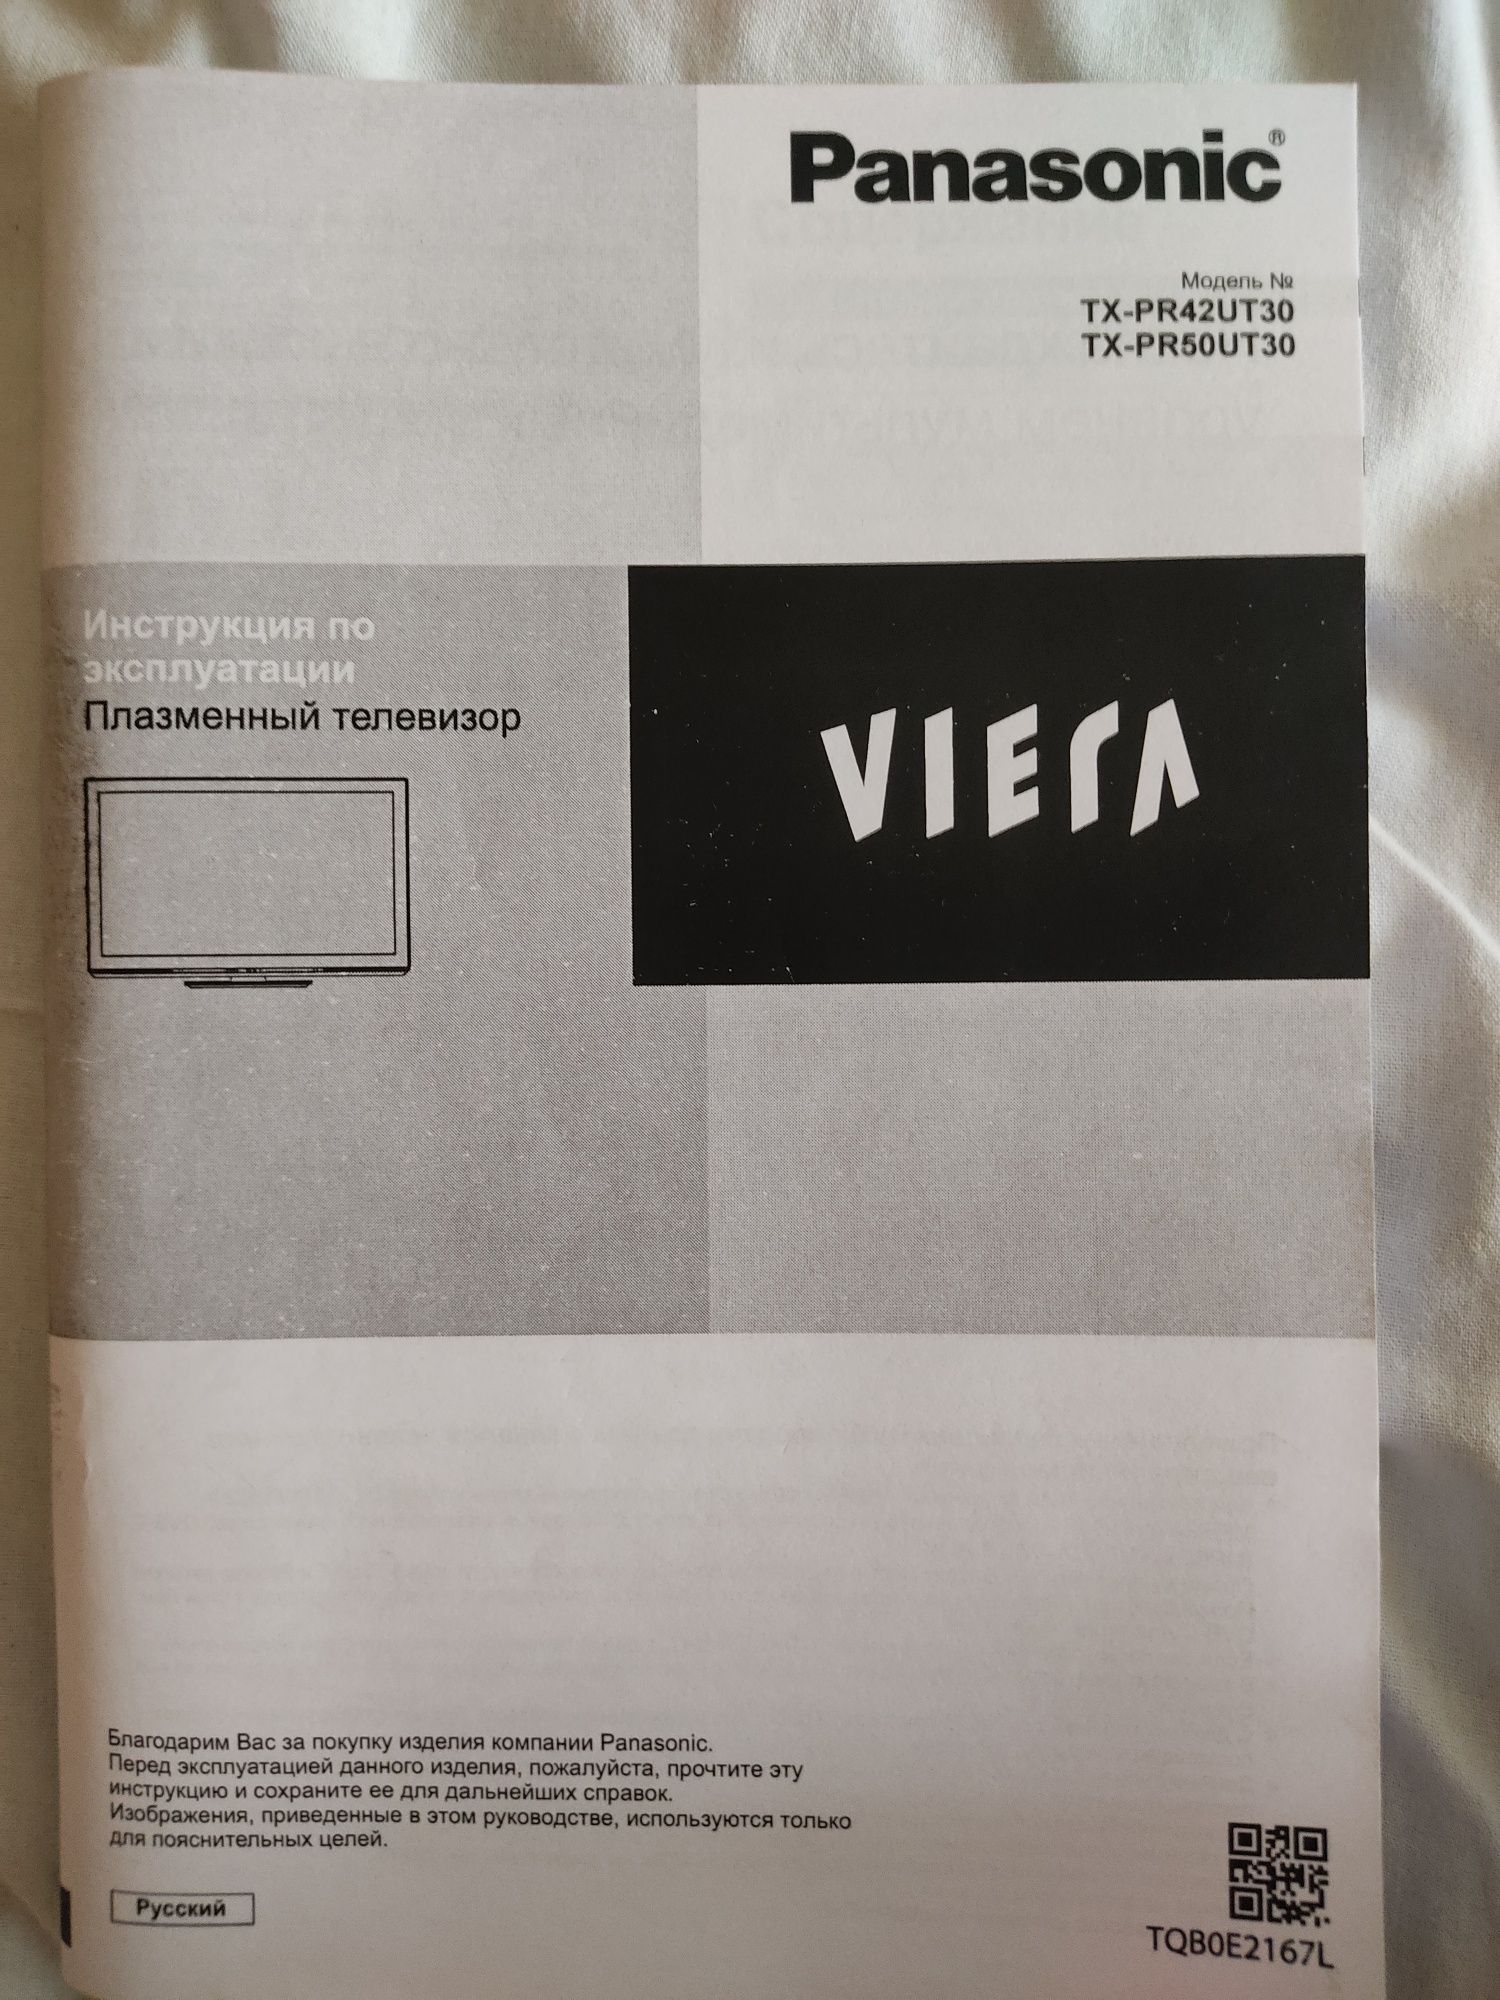 Panasonic®
Модель №
TX-PR42UT30
TX-PR50UT30
Инструкция по
эксплуатации
Плазменный телевизор
VIERA
Благодарим Вас за покупку изделия компании Panasonic.
Перед эксплуатацией данного изделия, пожалуйста, прочтите эту
инструкцию и сохраните ее для дальнейших справок.
Изображения, приведенные в этом руководстве, используются только
для пояснительных целей.
Русский
TQB0E2167L